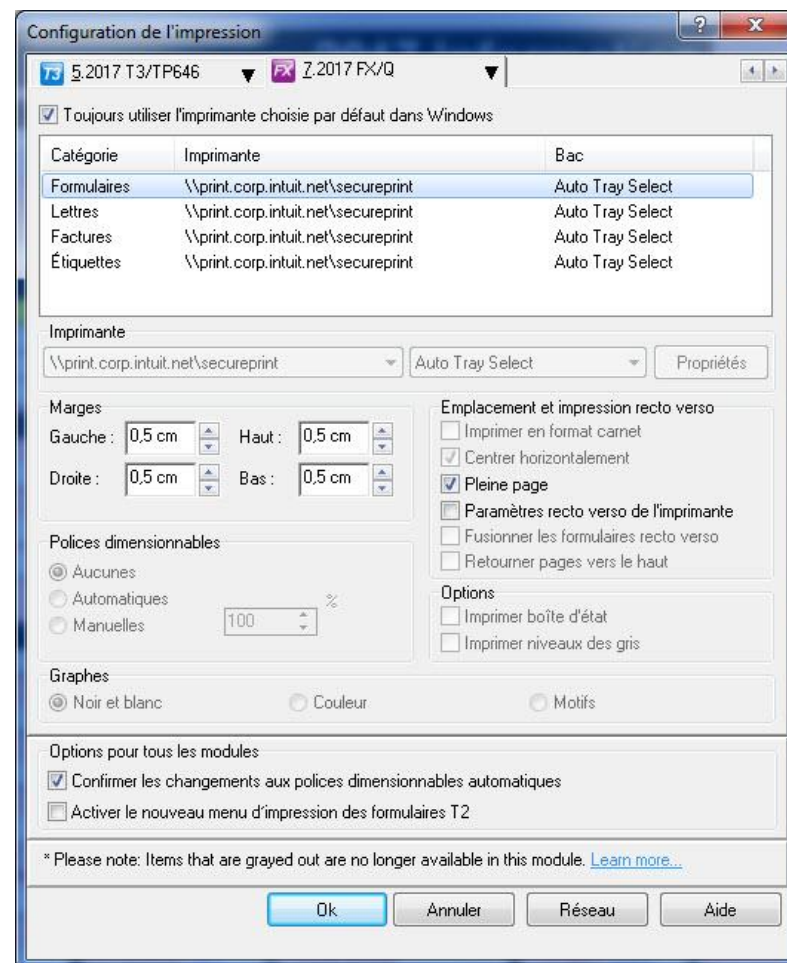 Configuration de l'impression
T3 5.2017 T3/TP646 FX 7.2017 FX/Q
Toujours utiliser l'imprimante choisie par défaut dans Windows
Catégorie Imprimante Bac
Formulaires \\print.corp.intuit.net\secureprint Auto Tray Select
Lettres \\print.corp.intuit.net\secureprint Auto Tray Select
Factures \\print.corp.intuit.net\secureprint Auto Tray Select
Étiquettes \\print.corp.intuit.net\secureprint Auto Tray Select
Imprimante
\\print.corp.intuit.net\secureprint Auto Tray Select Propriétés
Marges
Gauche : 0,5 cm Haut : 0,5 cm
Droite : 0,5 cm Bas : 0,5 cm
Emplacement et impression recto verso
Imprimer en format carnet
Centrer horizontalement
Pleine page
Paramètres recto verso de l'imprimante
Fusionner les formulaires recto verso
Retourner pages vers le haut
Polices dimensionnables
Aucunes
Automatiques
Manuelles 100 %
Options
Imprimer boîte d'état
Imprimer niveaux des gris
Graphes
Noir et blanc Couleur Motifs
Options pour tous les modules
Confirmer les changements aux polices dimensionnables automatiques
Activer le nouveau menu d'impression des formulaires T2
* Please note: Items that are grayed out are no longer available in this module. Learn more...
Ok Annuler Réseau Aide